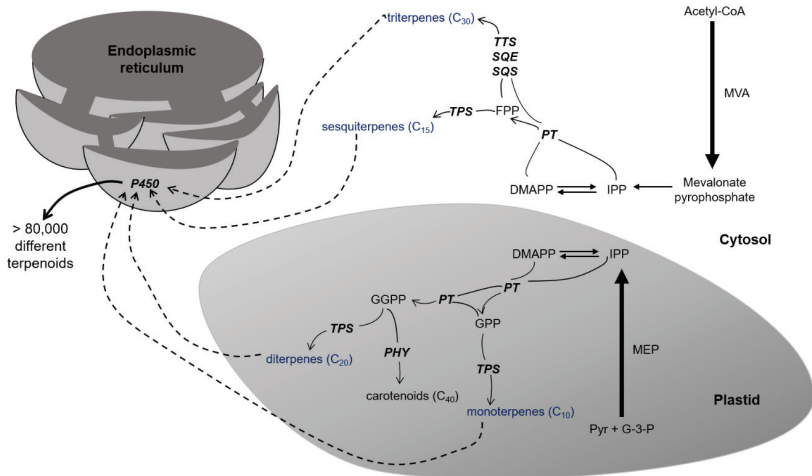 Endoplasmic
reticulum
triterpenes (C30)
TTS
SQE
SQS
Acetyl-CoA
MVA
sesquiterpenes (C15)
TPS
FPP
PT
P450
DMAPP
IPP
Mevalonate
pyrophosphate
> 80,000
different
terpenoids
Cytosol
DMAPP
IPP
PT
GGPP
PT
GPP
TPS
PHY
TPS
MEP
diterpenes (C20)
carotenoids (C40)
monoterpenes (C10)
Plastid
Pyr + G-3-P